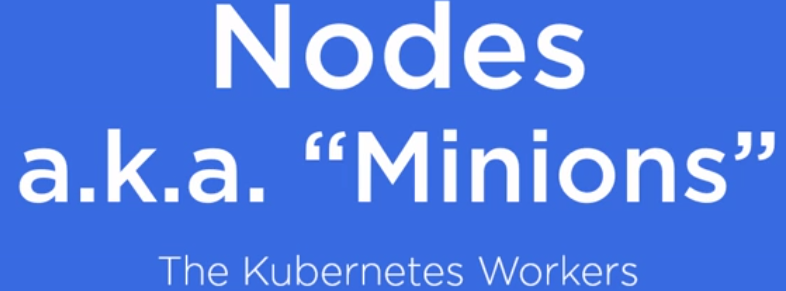 Nodes
a.k.a. “Minions”
The Kubernetes Workers